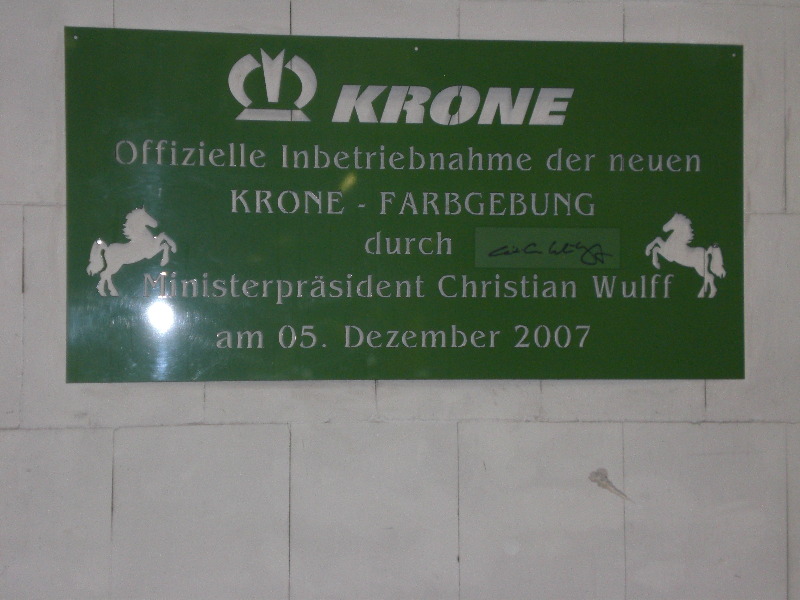 KRONE
Offizielle Inbetriebnahme der neuen
KRONE - FARBGEBUNG
durch
Ministerpräsident Christian Wulff
am 05. Dezember 2007